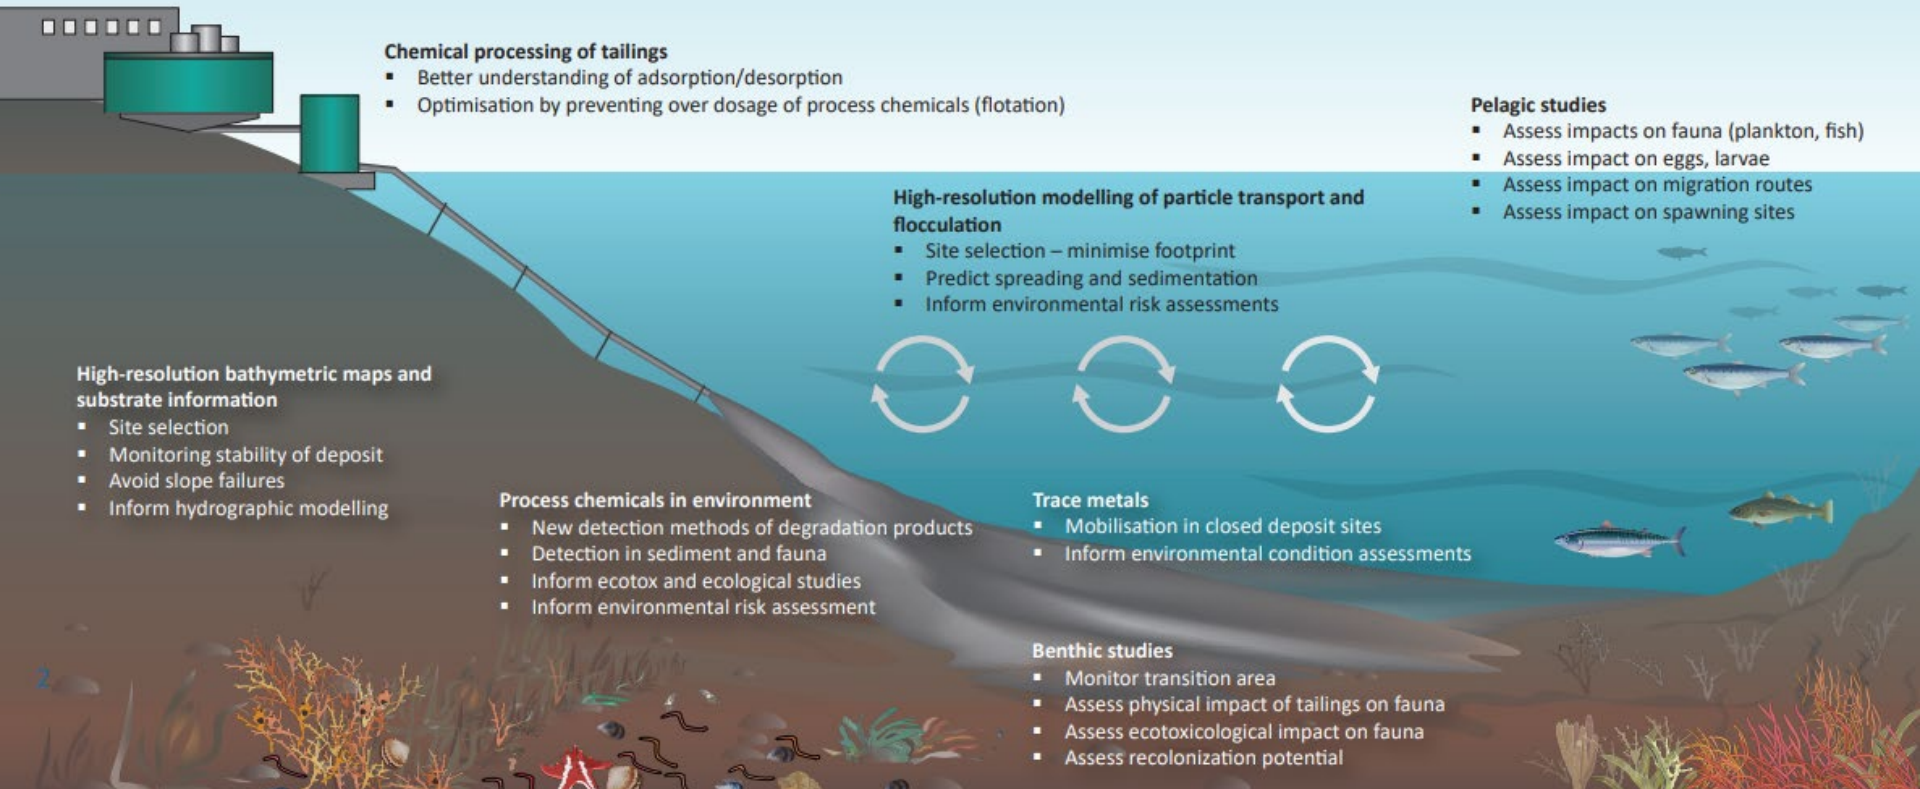 Chemical processing of tailings
▪ Better understanding of adsorption/desorption
▪ Optimisation by preventing over dosage of process chemicals (flotation)
Pelagic studies
▪ Assess impacts on fauna (plankton, fish)
▪ Assess impact on eggs, larvae
▪ Assess impact on migration routes
▪ Assess impact on spawning sites
High-resolution modelling of particle transport and
flocculation
▪ Site selection – minimise footprint
▪ Predict spreading and sedimentation
▪ Inform environmental risk assessments
High-resolution bathymetric maps and
substrate information
▪ Site selection
▪ Monitoring stability of deposit
▪ Avoid slope failures
▪ Inform hydrographic modelling
Process chemicals in environment
▪ New detection methods of degradation products
▪ Detection in sediment and fauna
▪ Inform ecotox and ecological studies
▪ Inform environmental risk assessment
Trace metals
▪ Mobilisation in closed deposit sites
▪ Inform environmental condition assessments
Benthic studies
▪ Monitor transition area
▪ Assess physical impact of tailings on fauna
▪ Assess ecotoxicological impact on fauna
▪ Assess recolonization potential
2